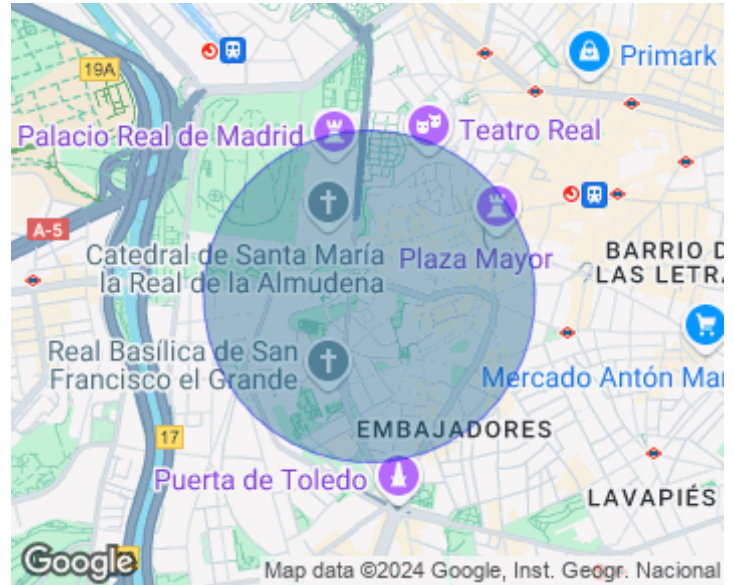 19A
Primark
Palacio Real de Madrid
Teatro Real
A-5
Catedral de Santa María
la Real de la Almudena
Plaza Mayor
BARRIO D
LAS LETRA
Real Basílica de San
Francisco el Grande
Mercado Antón Mar
17
EMBAJADORES
Puerta de Toledo
LAVAPIÉS
Google
Map data ©2024 Google, Inst. Geogr. Nacional